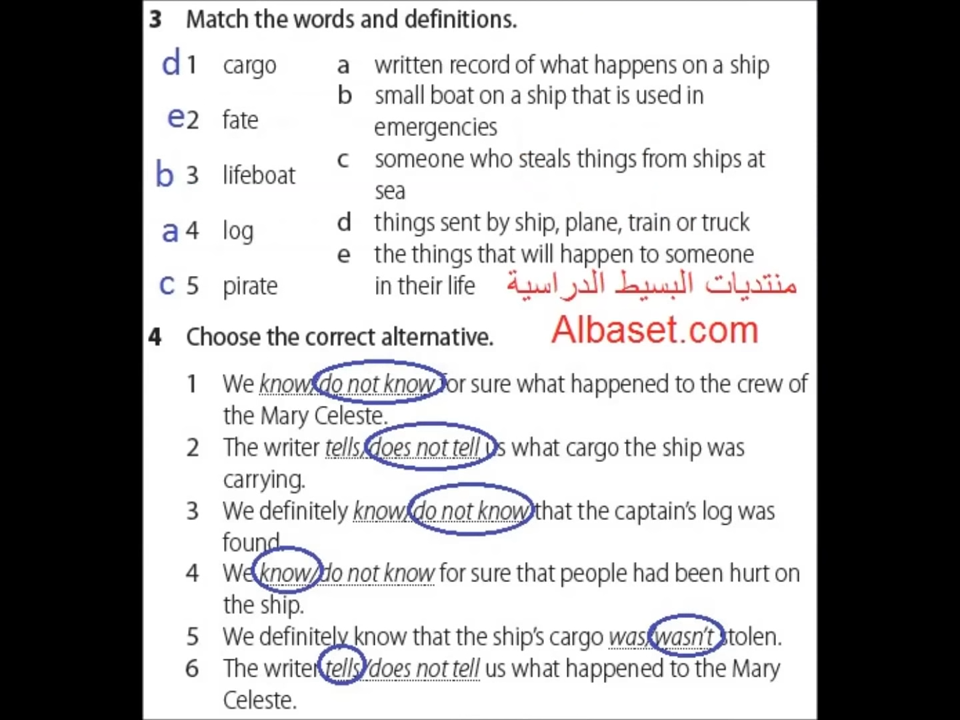 3 Match the words and definitions.
d 1 cargo a written record of what happens on a ship
b small boat on a ship that is used in
e 2 fate emergencies
c someone who steals things from ships at
b 3 lifeboat sea
a 4 log d things sent by ship, plane, train or truck
e the things that will happen to someone
c 5 pirate in their life منتديات البسيط الدراسية
Albaset.com
4 Choose the correct alternative.
1 We know/do not know for sure what happened to the crew of
the Mary Celeste.
2 The writer tells/does not tell us what cargo the ship was
carrying.
3 We definitely know/do not know that the captain's log was
found.
4 We know/do not know for sure that people had been hurt on
the ship.
5 We definitely know that the ship's cargo was/wasn't stolen.
6 The writer tells/does not tell us what happened to the Mary
Celeste.